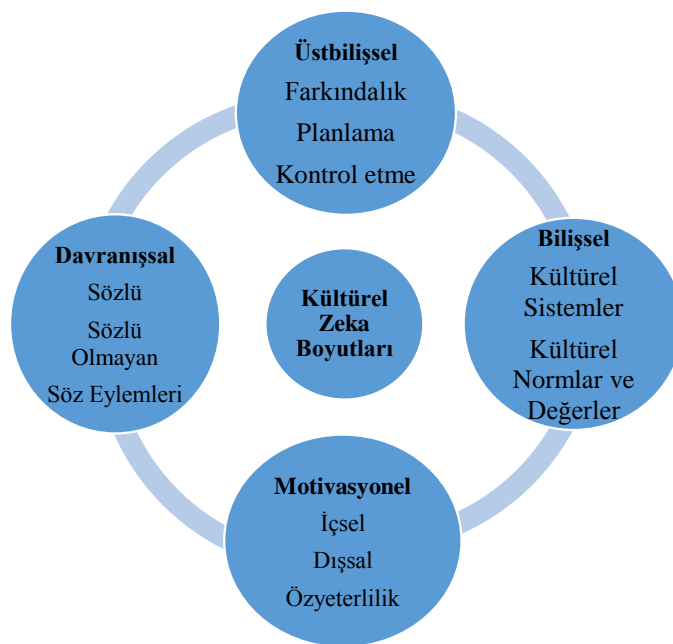 Üstbilişsel
Farkındalık
Planlama
Kontrol etme
Davranışsal
Sözlü
Sözlü
Olmayan
Söz Eylemleri
Kültürel
Zeka
Boyutları
Bilişsel
Kültürel
Sistemler
Kültürel
Normlar ve
Değerler
Motivasyonel
İçsel
Dışsal
Özyeterlilik